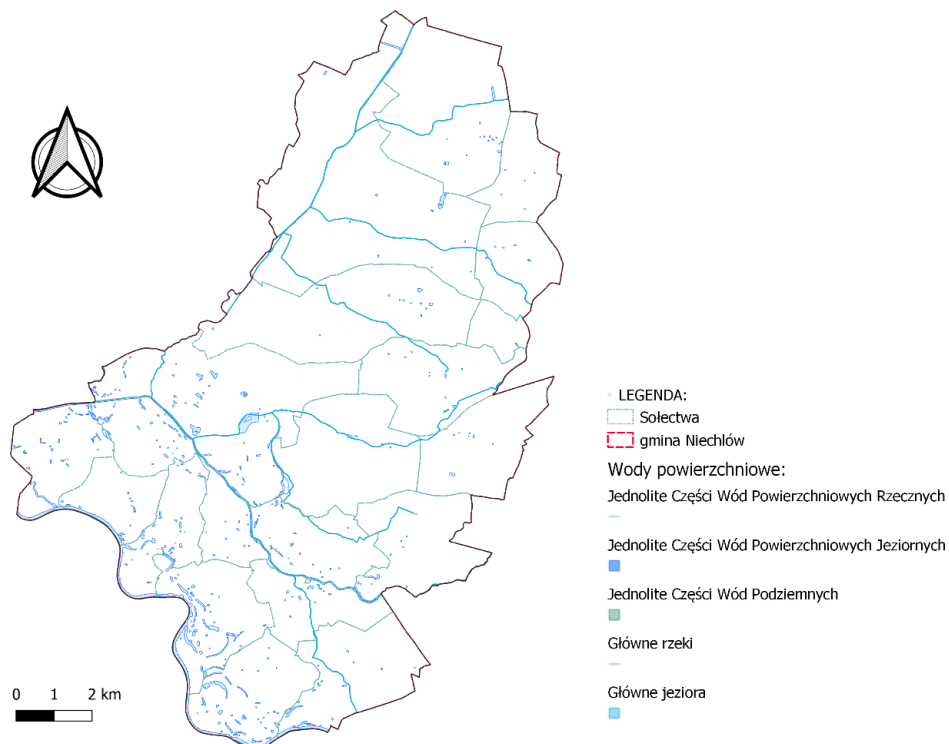 LEGENDA:
Sołectwa
gmina Niechlów
Wody powierzchniowe:
Jednolite Części Wód Powierzchniowych Rzecznych
Jednolite Części Wód Powierzchniowych Jeziornych
Jednolite Części Wód Podziemnych
Główne rzeki
Główne jeziora
0 1 2 km